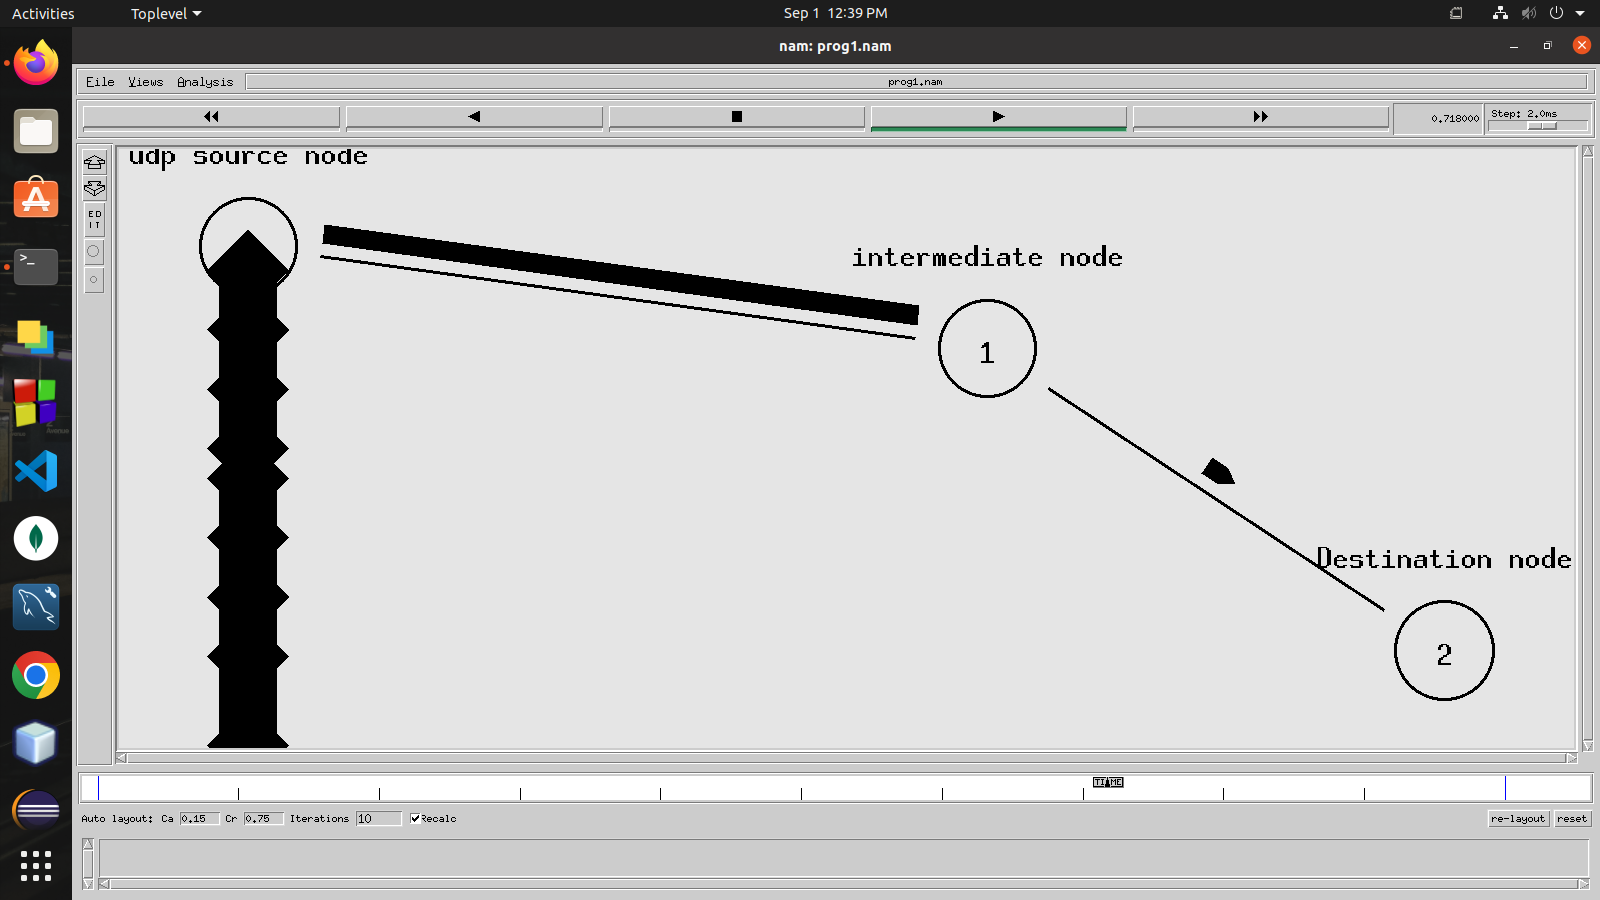 Activities
Toplevel
Sep 1 12:39 PM
nam: prog1.nam
File Views Analysis
prog1.nam
0.718000
Step: 2.0ms
ED
IT
udp source node
intermediate node
1
Destination node
2
TIME
Auto layout: Ca 0.15 Cr 0.75 Iterations 10 Recalc
re-layout reset